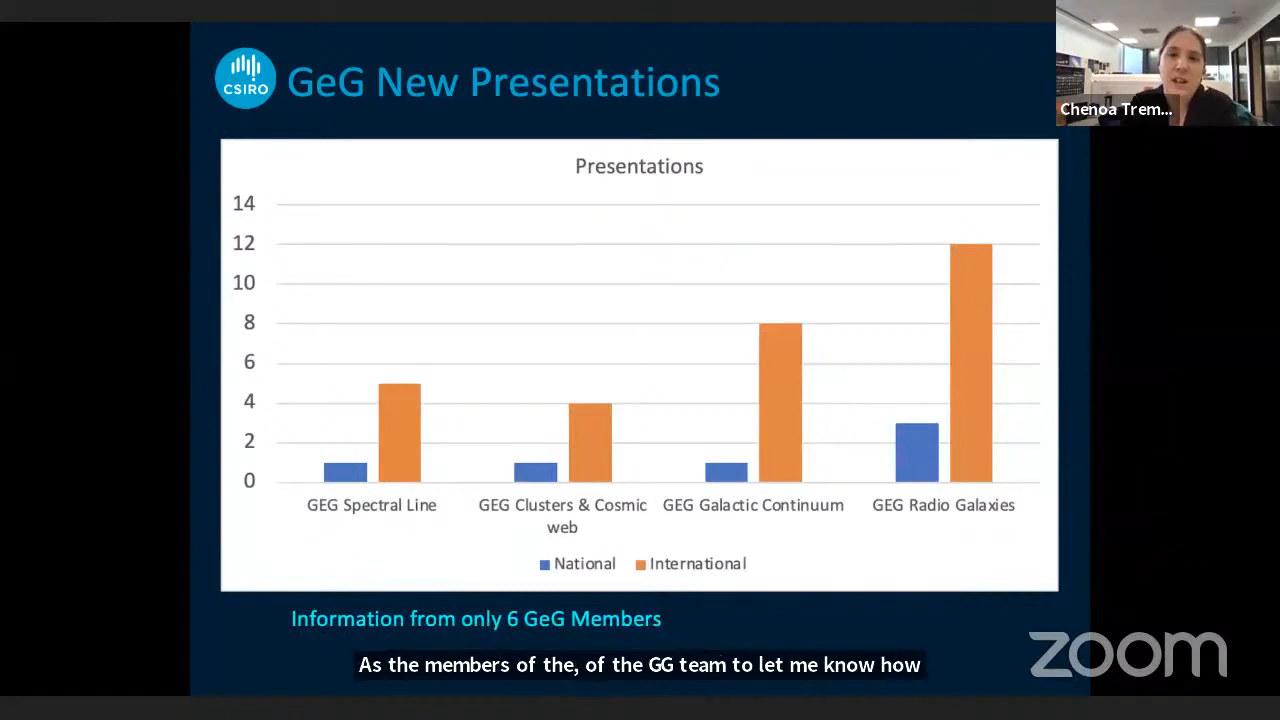 CSIRO
GeG New Presentations
Chenoa Trem...
Presentations
14
12
10
8
6
4
2
0
GEG Spectral Line
GEG Clusters & Cosmic
web
GEG Galactic Continuum
GEG Radio Galaxies
National
International
Information from only 6 GeG Members
As the members of the, of the GG team to let me know how
zoom